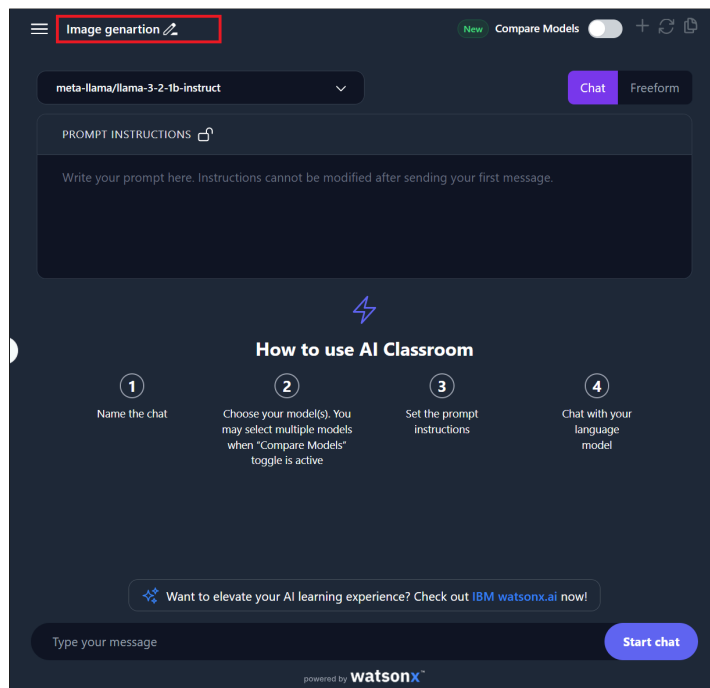 Image genartion
New Compare Models
meta-llama/llama-3-2-1b-instruct
Chat Freeform
PROMPT INSTRUCTIONS
Write your prompt here. Instructions cannot be modified after sending your first message.
How to use AI Classroom
1
Name the chat
2
Choose your model(s). You
may select multiple models
when "Compare Models"
toggle is active
3
Set the prompt
instructions
4
Chat with your
language
model
Want to elevate your AI learning experience? Check out IBM watsonx.ai now!
Type your message
Start chat
powered by watsonx™